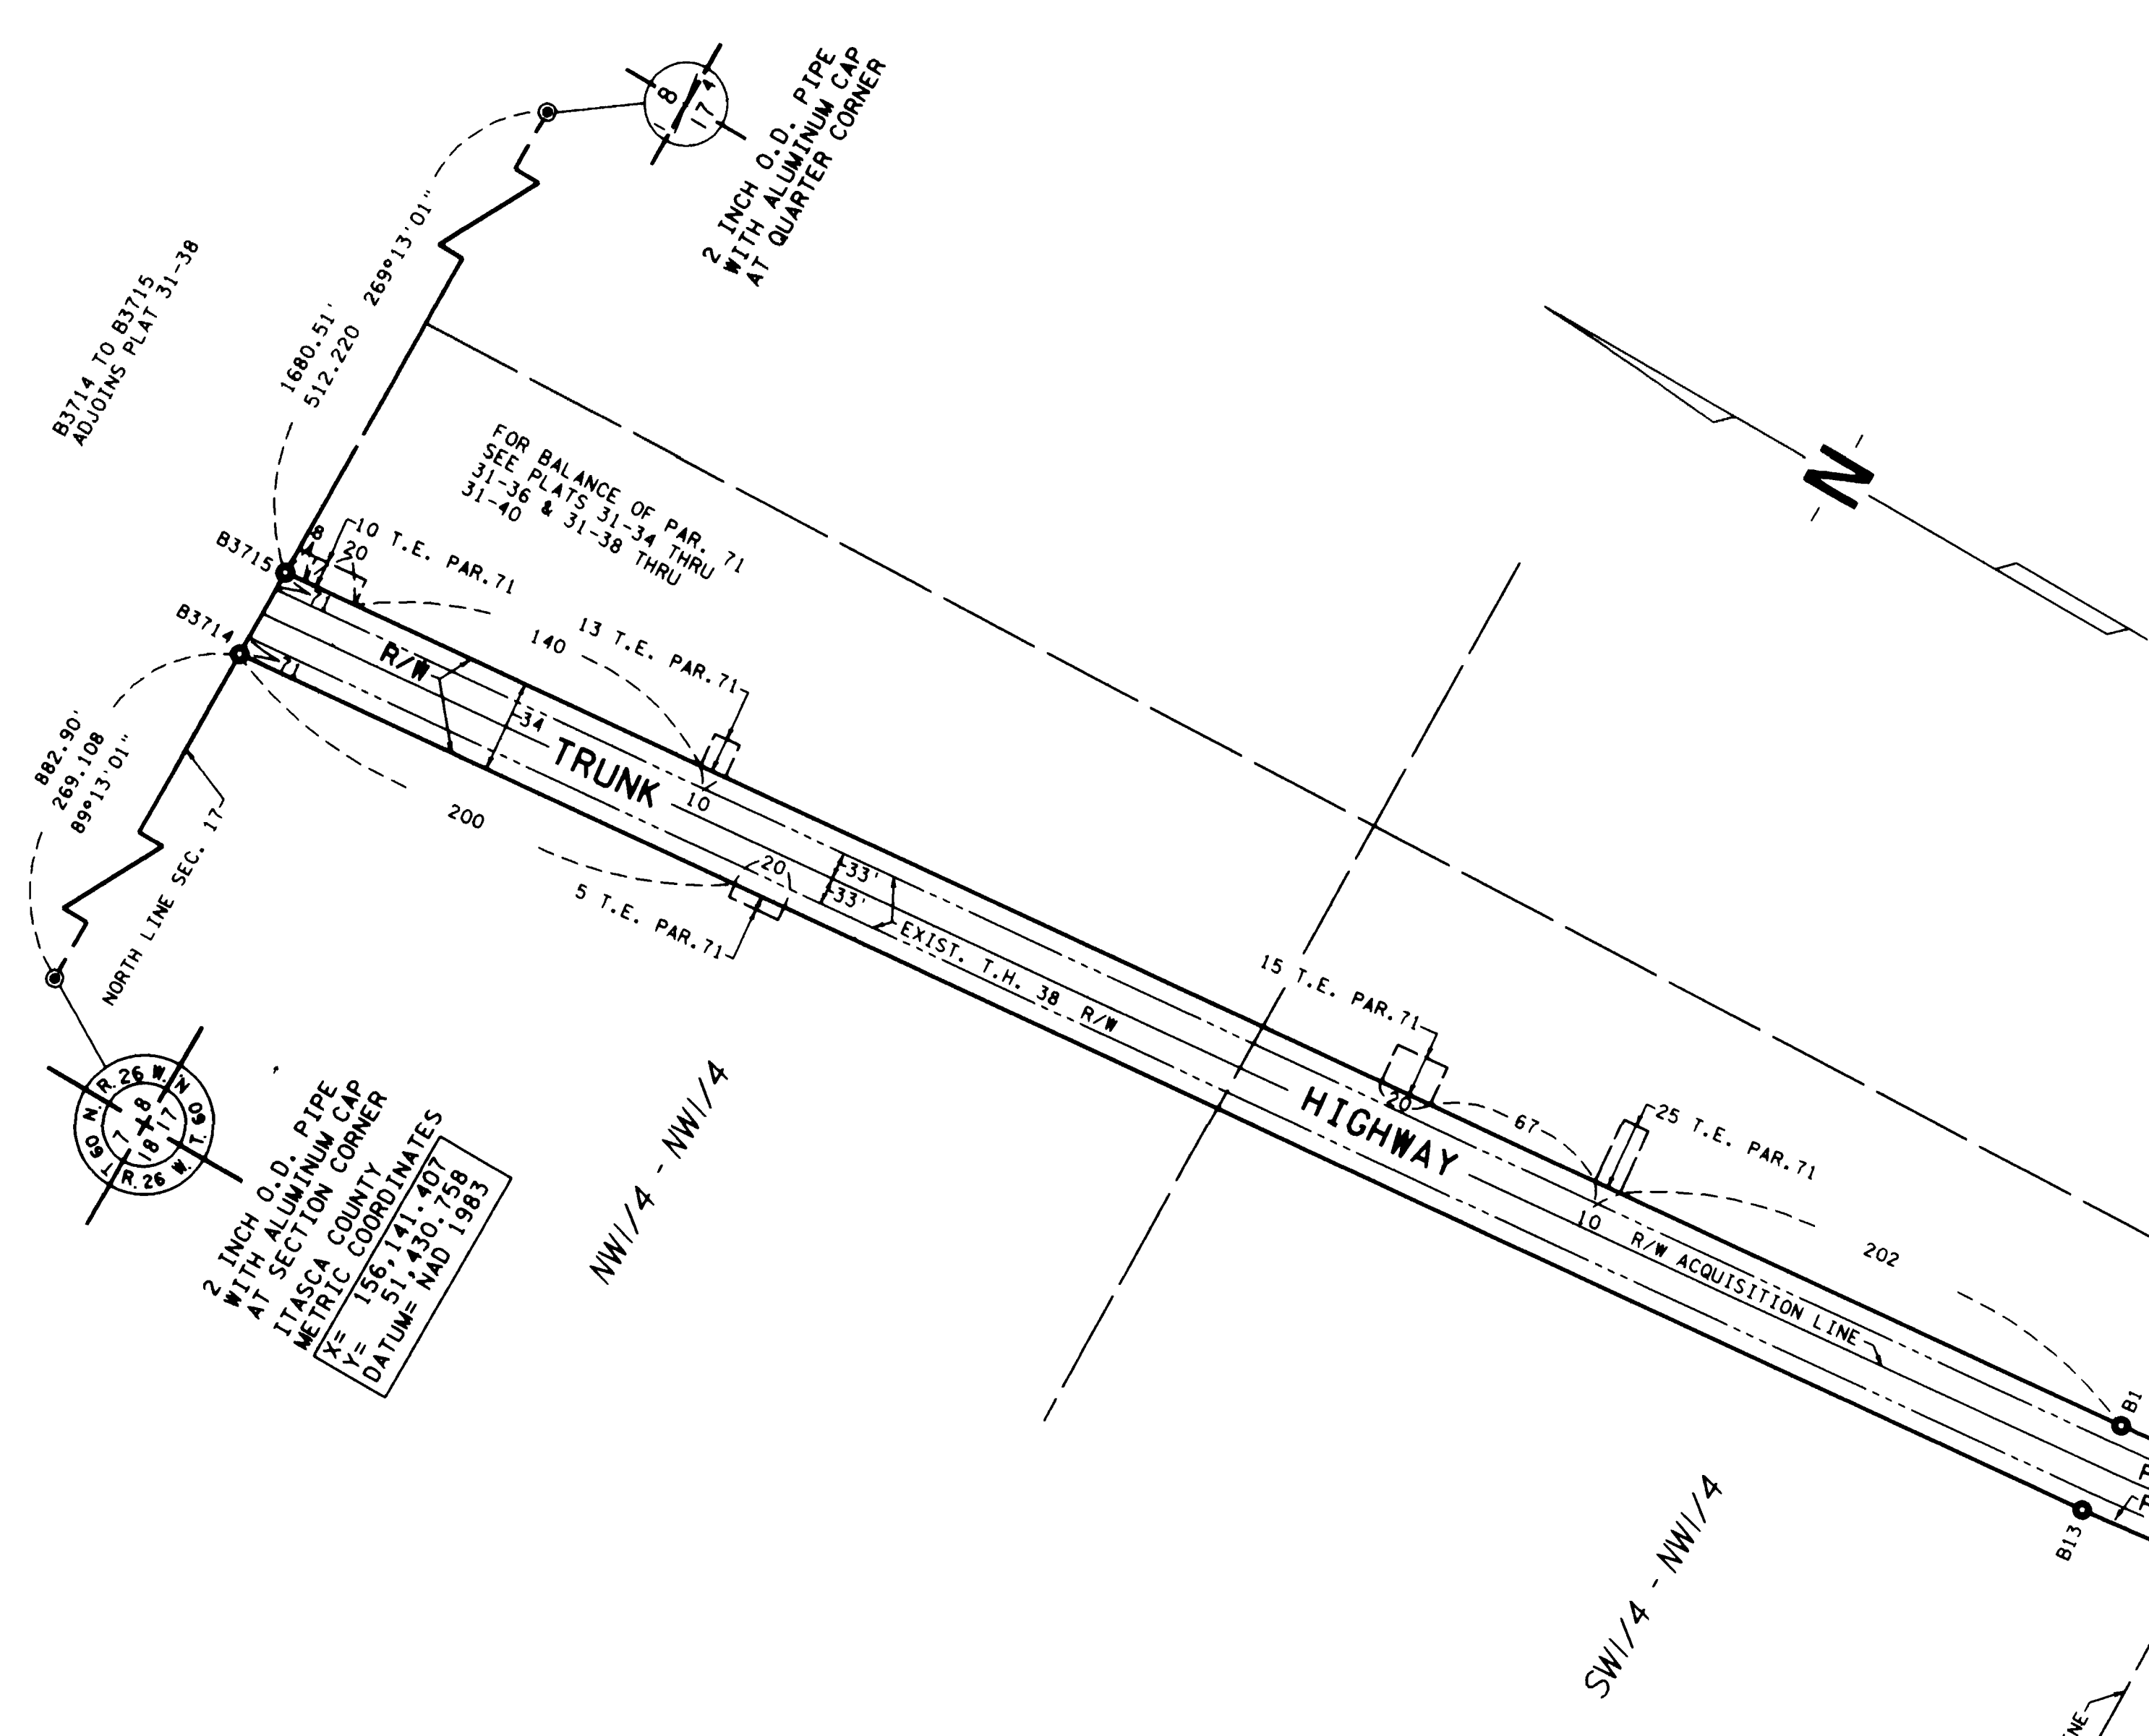 8
17
1/4
2 INCH O.D. PIPE
WITH ALUMINUM CAP
AT QUARTER CORNER
1680.51'
512.220 269°13'01"
B3714 TO B3715
ADJOINS PLAT 31-38
FOR BALANCE OF PAR. 71
SEE PLATS 31-34 THRU
31-36 & 31-38 THRU
31-40
N
B3715
8
20
10 T.E. PAR.71
B3714
R/W
140
13 T.E. PAR.71
34
TRUNK
10
200
20
33'
33'
5 T.E. PAR.71
882.90'
269.108
89°13'01"
NORTH LINE SEC. 17
EXIST. T.H. 38 R/W
15 T.E. PAR.71
20
HIGHWAY
67
25 T.E. PAR.71
10
R/W ACQUISITION LINE
202
R. 26 W.
T. 60 N.
8
7
17
18
T. 60 N.
R. 26 W.
2 INCH O.D. PIPE
WITH ALUMINUM CAP
AT SECTION CORNER
ITASCA COUNTY
METRIC COORDINATES
X= 156,141.407
Y= 51,430.758
DATUM= NAD 1983
NW1/4 - NW1/4
SW1/4 - NW1/4
B1
B13